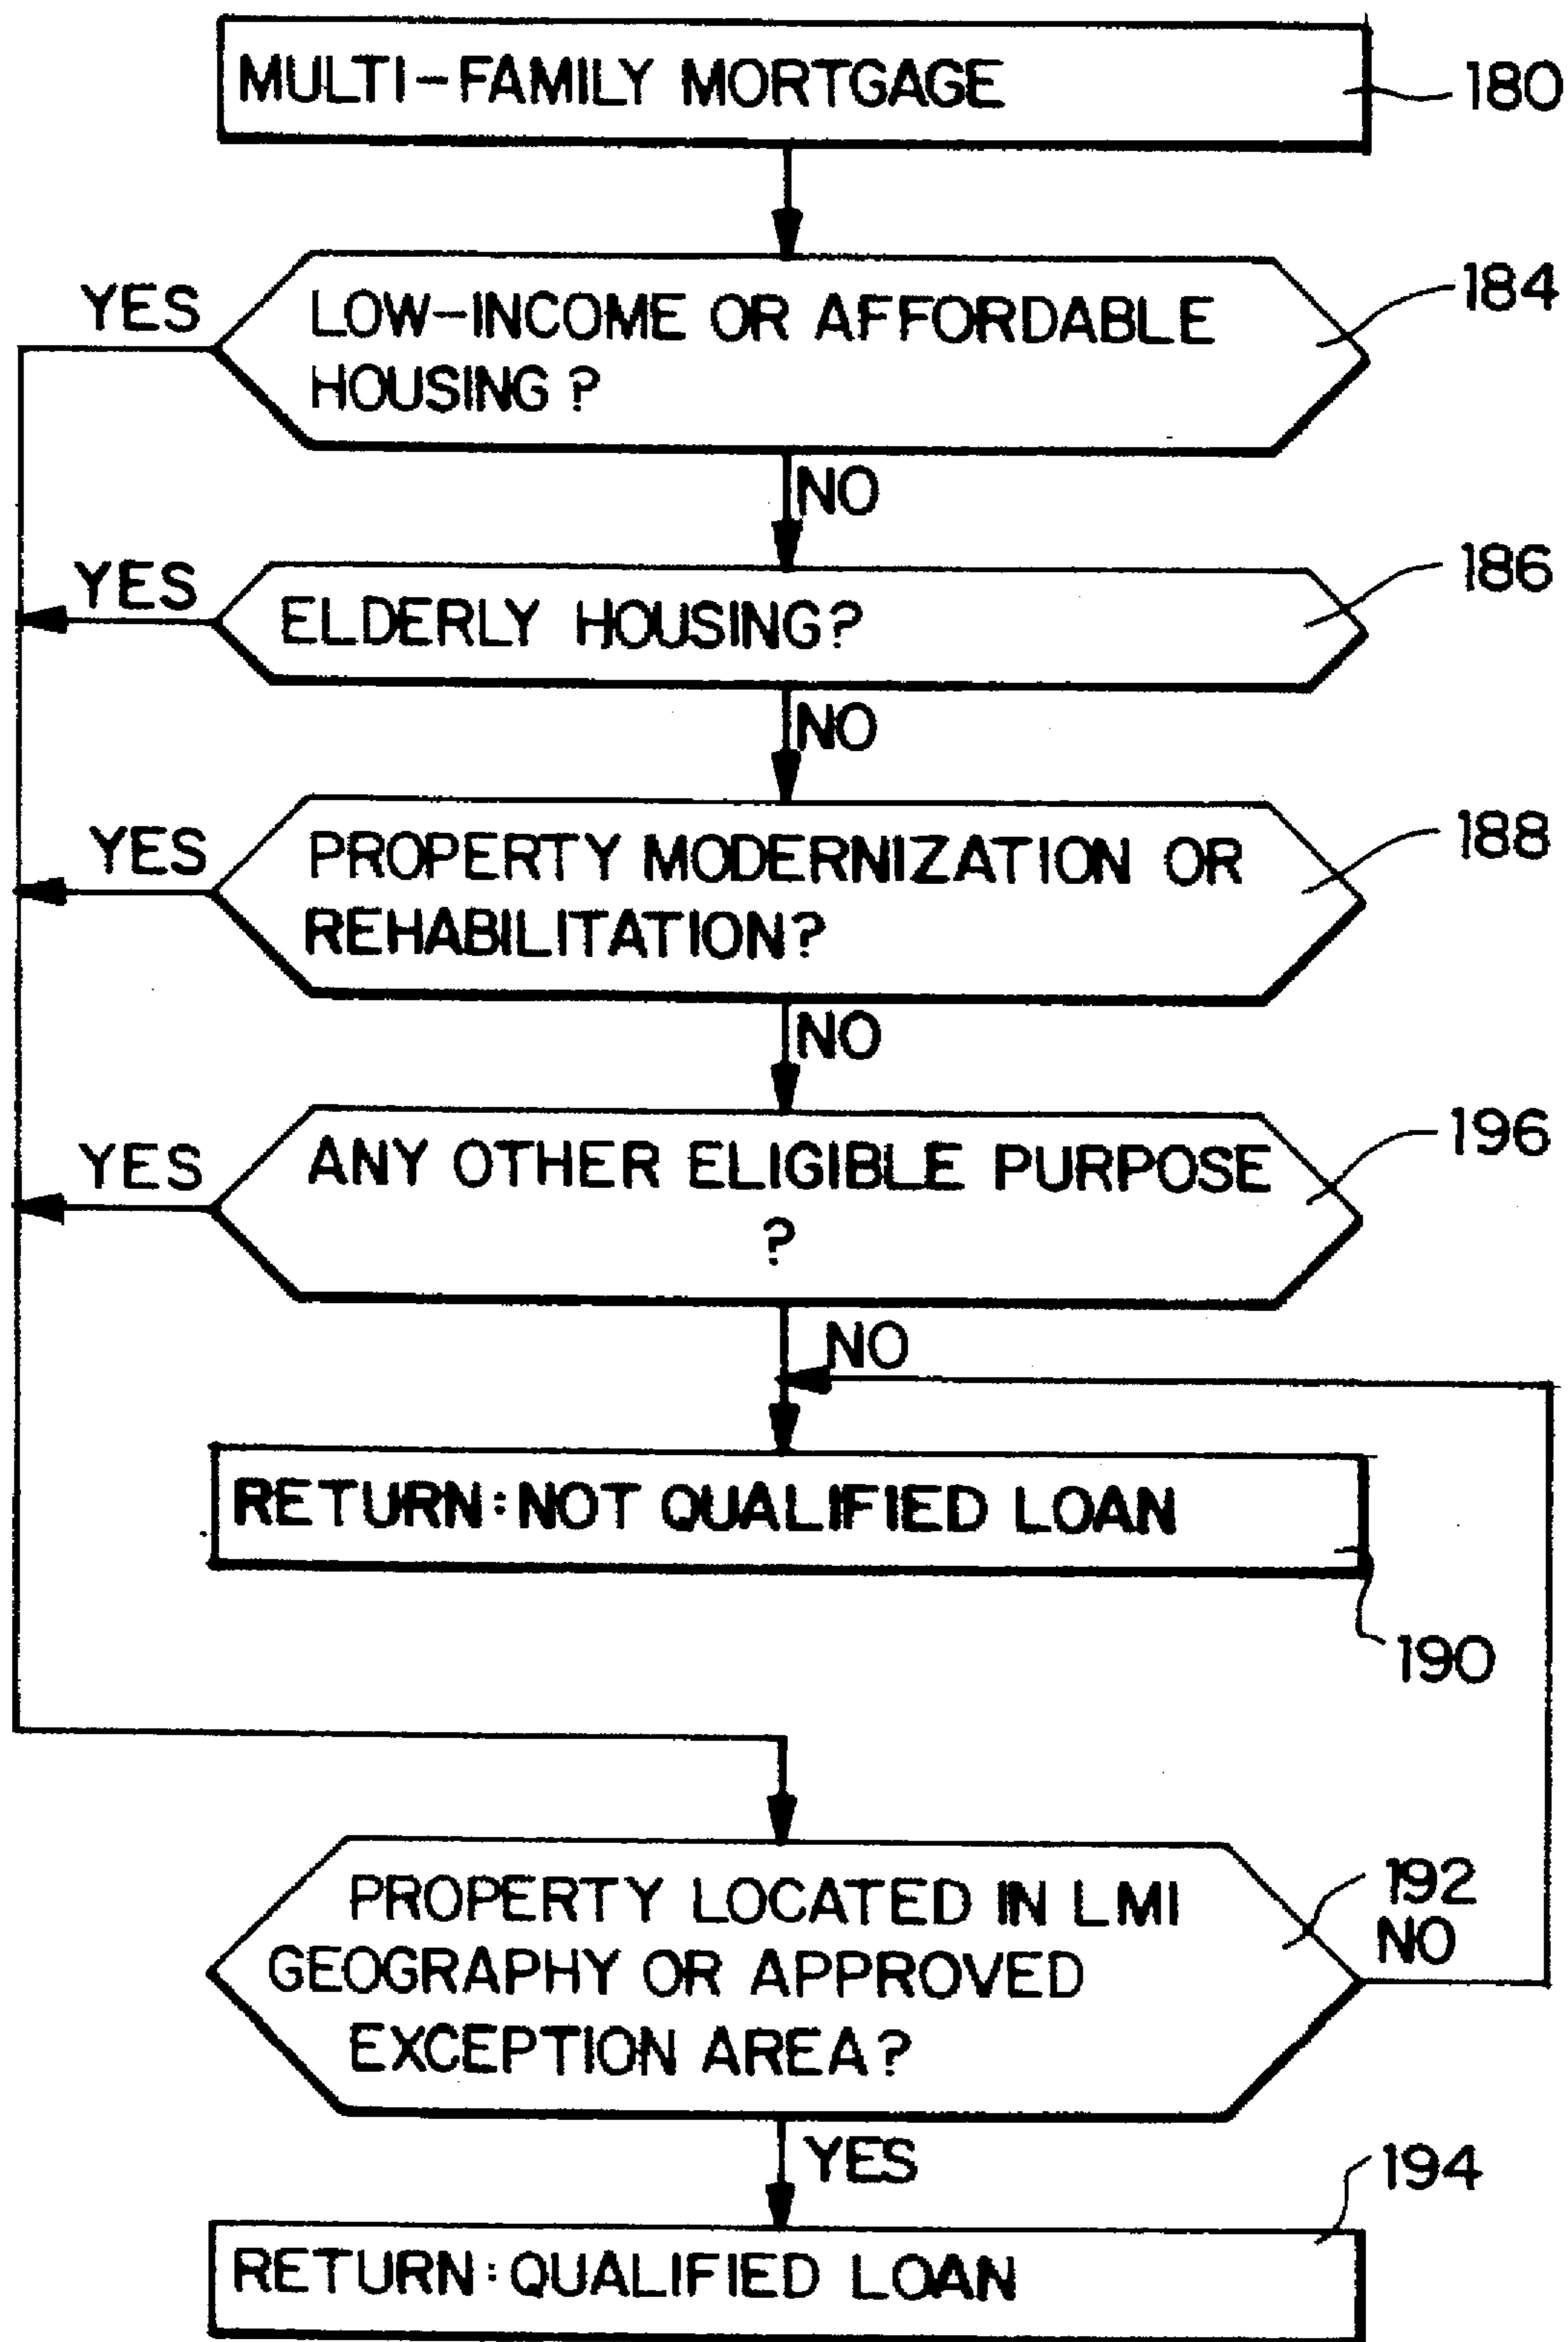 MULTI-FAMILY MORTGAGE
180
184
YES
LOW-INCOME OR AFFORDABLE
HOUSING?
NO
186
YES
ELDERLY HOUSING?
NO
188
YES
PROPERTY MODERNIZATION OR
REHABILITATION?
NO
196
YES
ANY OTHER ELIGIBLE PURPOSE
?
NO
RETURN: NOT QUALIFIED LOAN
190
PROPERTY LOCATED IN LMI
GEOGRAPHY OR APPROVED
EXCEPTION AREA?
192
NO
YES
194
RETURN: QUALIFIED LOAN